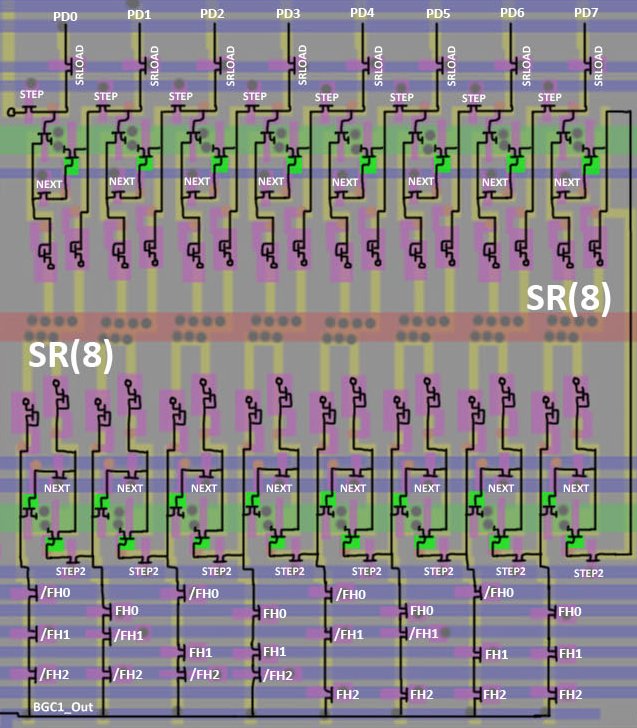 PD0 PD1 PD2 PD3 PD4 PD5 PD6 PD7
SRLOAD SRLOAD SRLOAD SRLOAD SRLOAD SRLOAD SRLOAD SRLOAD
STEP STEP STEP STEP STEP STEP STEP STEP
NEXT NEXT NEXT NEXT NEXT NEXT NEXT NEXT
SR(8)
SR(8)
NEXT NEXT NEXT NEXT NEXT NEXT NEXT NEXT
STEP2 STEP2 STEP2 STEP2 STEP2 STEP2 STEP2 STEP2
/FH0 FH0 /FH0 FH0 /FH0 FH0 /FH0 FH0
/FH1 /FH1 FH1 FH1 /FH1 /FH1 FH1 FH1
/FH2 /FH2 /FH2 /FH2 FH2 FH2 FH2 FH2
BGC1_Out